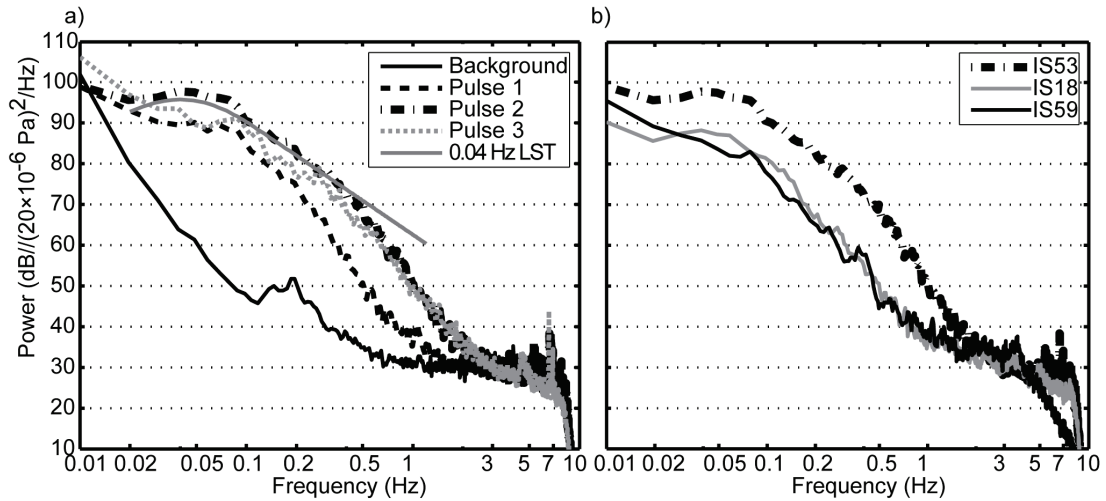 a)
110
100
90
80
70
60
50
40
30
20
10
Power (dB//(20×10⁻⁶ Pa)²/Hz)
Background
Pulse 1
Pulse 2
Pulse 3
0.04 Hz LST
0.01 0.02 0.05 0.1 0.2 0.5 1 3 5 7 10
Frequency (Hz)
b)
IS53
IS18
IS59
0.01 0.02 0.05 0.1 0.2 0.5 1 3 5 7 10
Frequency (Hz)